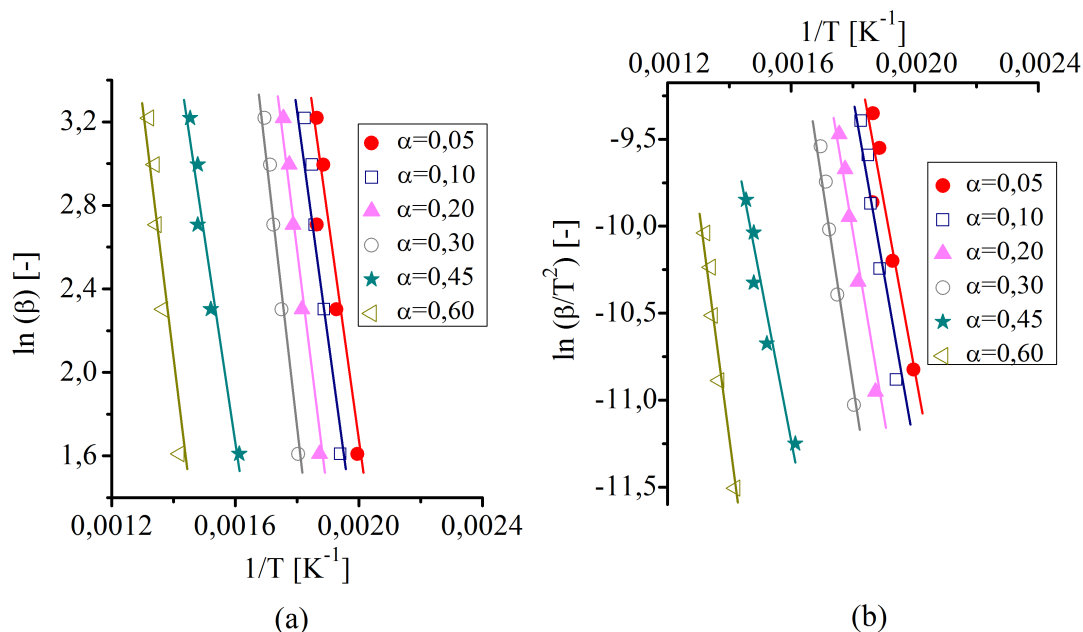 3,2
2,8
2,4
2,0
1,6
ln (β) [-]
0,0012
0,0016
0,0020
0,0024
1/T [K⁻¹]
α=0,05
α=0,10
α=0,20
α=0,30
α=0,45
α=0,60
(a)
1/T [K⁻¹]
0,0012
0,0016
0,0020
0,0024
-9,5
-10,0
-10,5
-11,0
-11,5
ln (β/T²) [-]
α=0,05
α=0,10
α=0,20
α=0,30
α=0,45
α=0,60
(b)